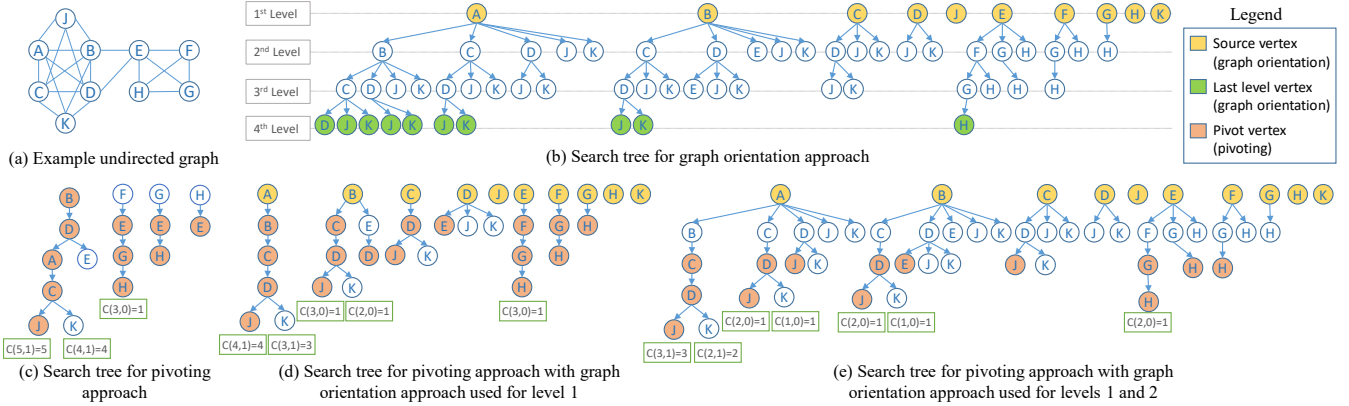 J
A B E F
C D H G
K
(a) Example undirected graph
1st Level A B C D J E F G H K
2nd Level B C D J K C D E J K D J K J K F G H G H H
3rd Level C D J K D J K J K D J K E J K J K G H H H
4th Level D J K J K J K J K H
(b) Search tree for graph orientation approach
Legend
Source vertex
(graph orientation)
Last level vertex
(graph orientation)
Pivot vertex
(pivoting)
B F G H
D E E E
A E G H
C H
C(3,0)=1
J K
C(5,1)=5 C(4,1)=4
(c) Search tree for pivoting
approach
A B C D J E F G H K
B C E D E J K F G H
C D D J K G H
D J K H
C(3,0)=1 C(2,0)=1 C(3,0)=1
J K
C(4,1)=4 C(3,1)=3
(d) Search tree for pivoting approach with graph
orientation approach used for level 1
A B C D J E F G H K
B C D J K C D E J K D J K J K F G H G H H
C D J K D E J K J K G H H
D J K J K H
C(2,0)=1 C(1,0)=1 C(2,0)=1 C(1,0)=1 C(2,0)=1
J K
C(3,1)=3 C(2,1)=2
(e) Search tree for pivoting approach with graph
orientation approach used for levels 1 and 2